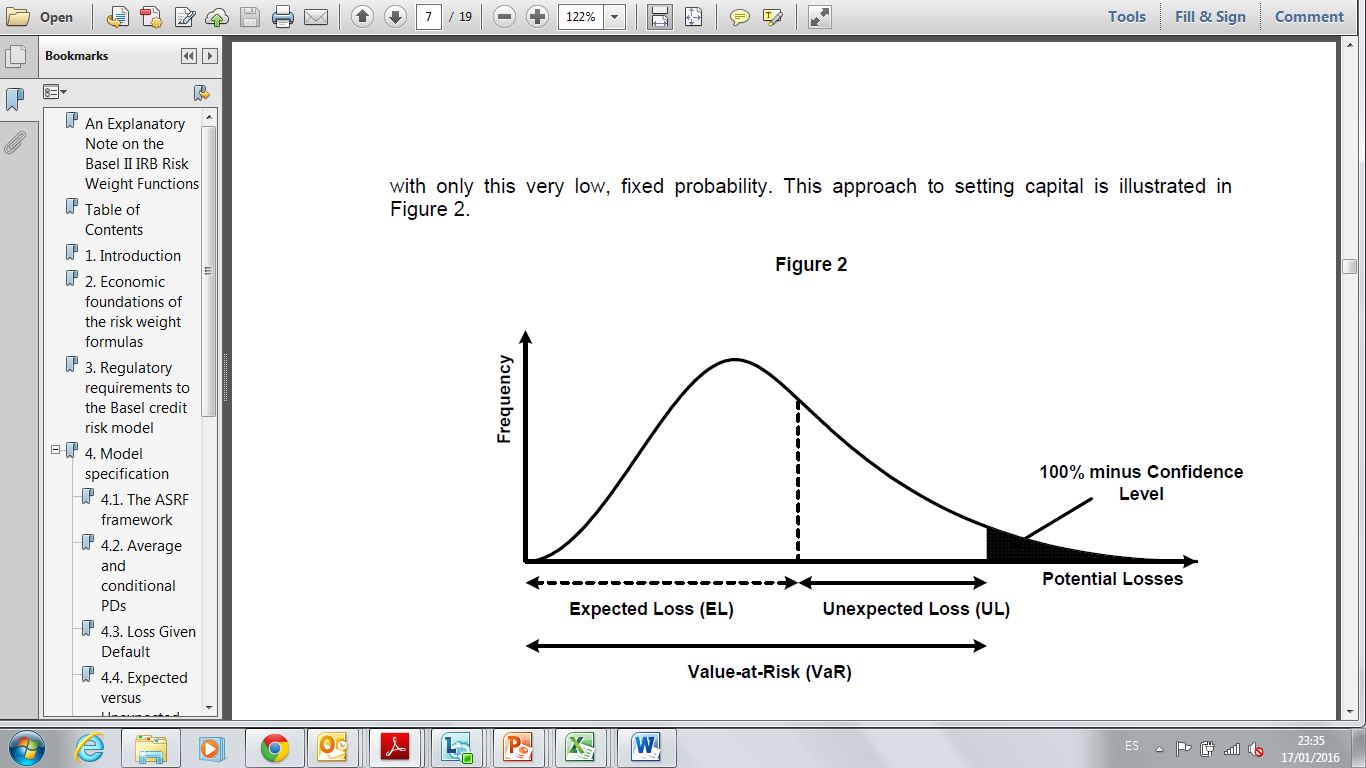 Open
7 / 19
122%
Tools
Fill & Sign
Comment
Bookmarks
An Explanatory
Note on the
Basel II IRB Risk
Weight Functions
Table of
Contents
1. Introduction
2. Economic
foundations of
the risk weight
formulas
3. Regulatory
requirements to
the Basel credit
risk model
4. Model
specification
4.1. The ASRF
framework
4.2. Average
and
conditional
PDs
4.3. Loss Given
Default
4.4. Expected
versus
with only this very low, fixed probability. This approach to setting capital is illustrated in
Figure 2.
Figure 2
Frequency
100% minus Confidence
Level
Potential Losses
Expected Loss (EL)
Unexpected Loss (UL)
Value-at-Risk (VaR)
ES
23:35
17/01/2016